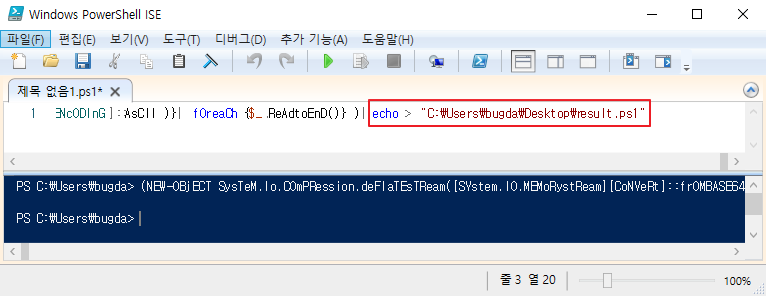 Windows PowerShell ISE
파일(F) 편집(E) 보기(V) 도구(T) 디버그(D) 추가 기능(A) 도움말(H)
제목 없음1.ps1*
1 ƎNcODInG]::AsCII )}| fOreaCh {$_.ReAdtoEnD()} )| echo > "C:\Users\bugda\Desktop\result.ps1"
PS C:\Users\bugda> (NEW-OBjECT SysTeM.Io.COmPRession.deFlaTEsTReam([SVstem.IO.MEMoRystReam][CoNVeRt]::frOMBASE64
PS C:\Users\bugda>
줄 3 열 20
100%